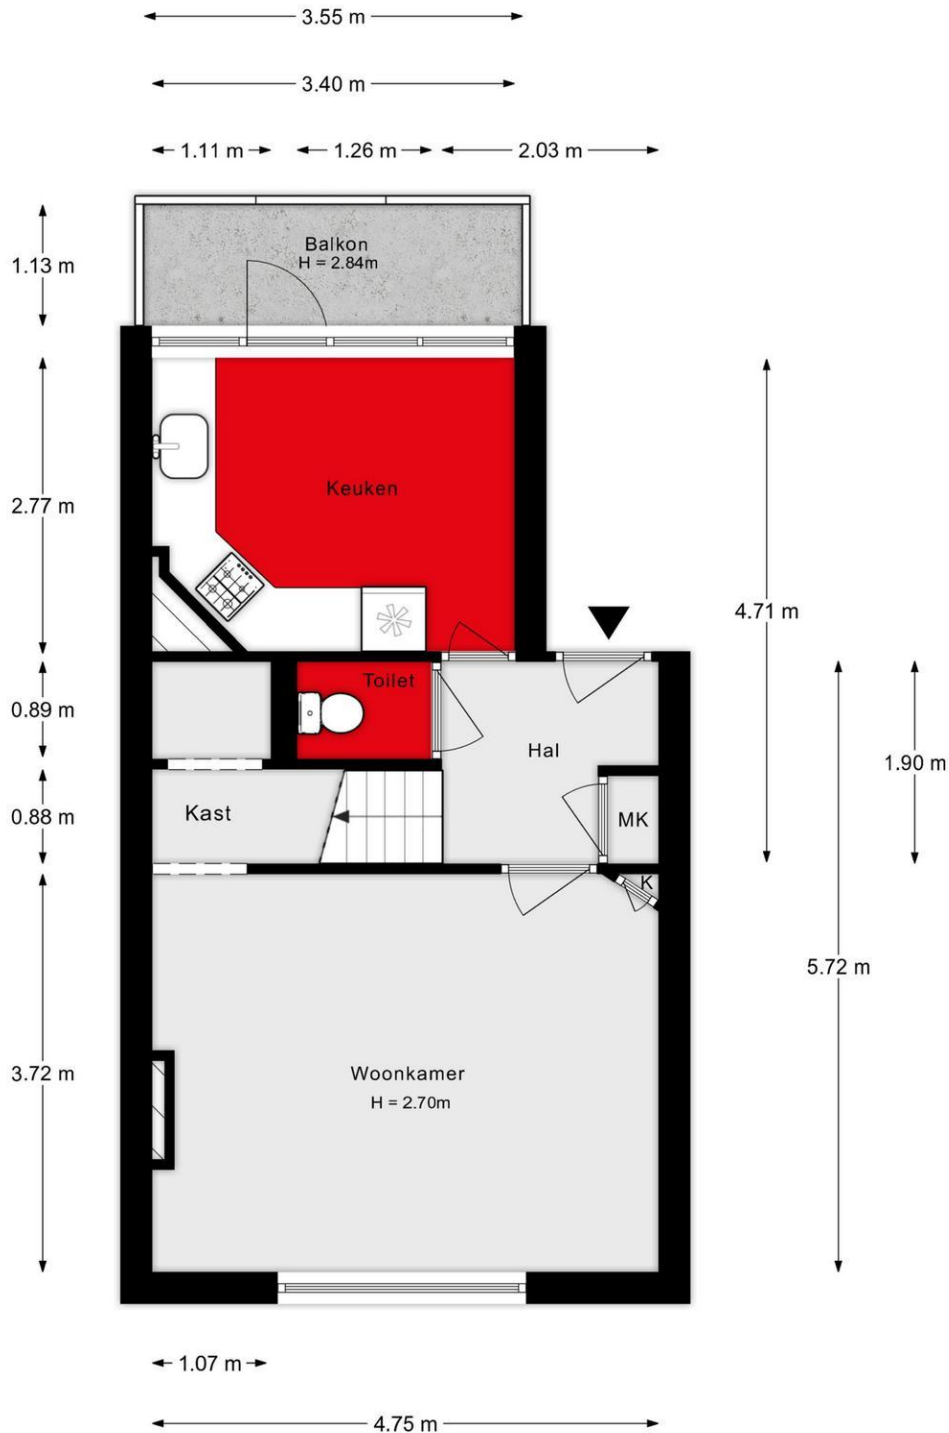 3.55 m
3.40 m
1.11 m
1.26 m
2.03 m
Balkon
H = 2.84m
1.13 m
Keuken
2.77 m
4.71 m
Toilet
0.89 m
Hal
1.90 m
Kast
0.88 m
MK
K
5.72 m
Woonkamer
H = 2.70m
3.72 m
1.07 m
4.75 m